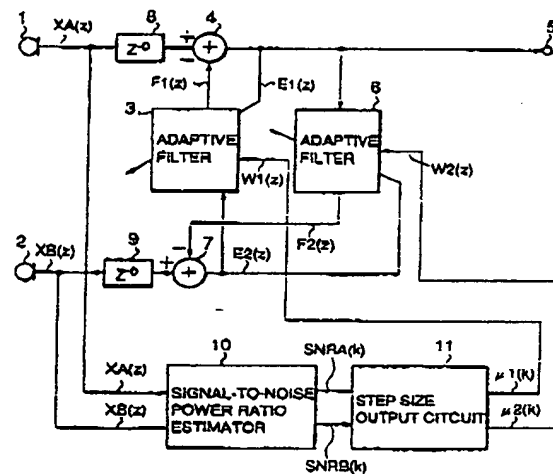 1
XA(z)
8
z⁻ᴰ
+
−
4
+
5
F1(z)
E1(z)
3
ADAPTIVE
FILTER
W1(z)
6
ADAPTIVE
FILTER
W2(z)
2
XB(z)
9
z⁻ᴰ
+
−
7
+
E2(z)
F2(z)
XA(z)
XB(z)
10
SIGNAL-TO-NOISE
POWER RATIO
ESTIMATOR
SNRA(k)
SNRB(k)
11
STEP SIZE
OUTPUT CITCUIT
μ1(k)
μ2(k)